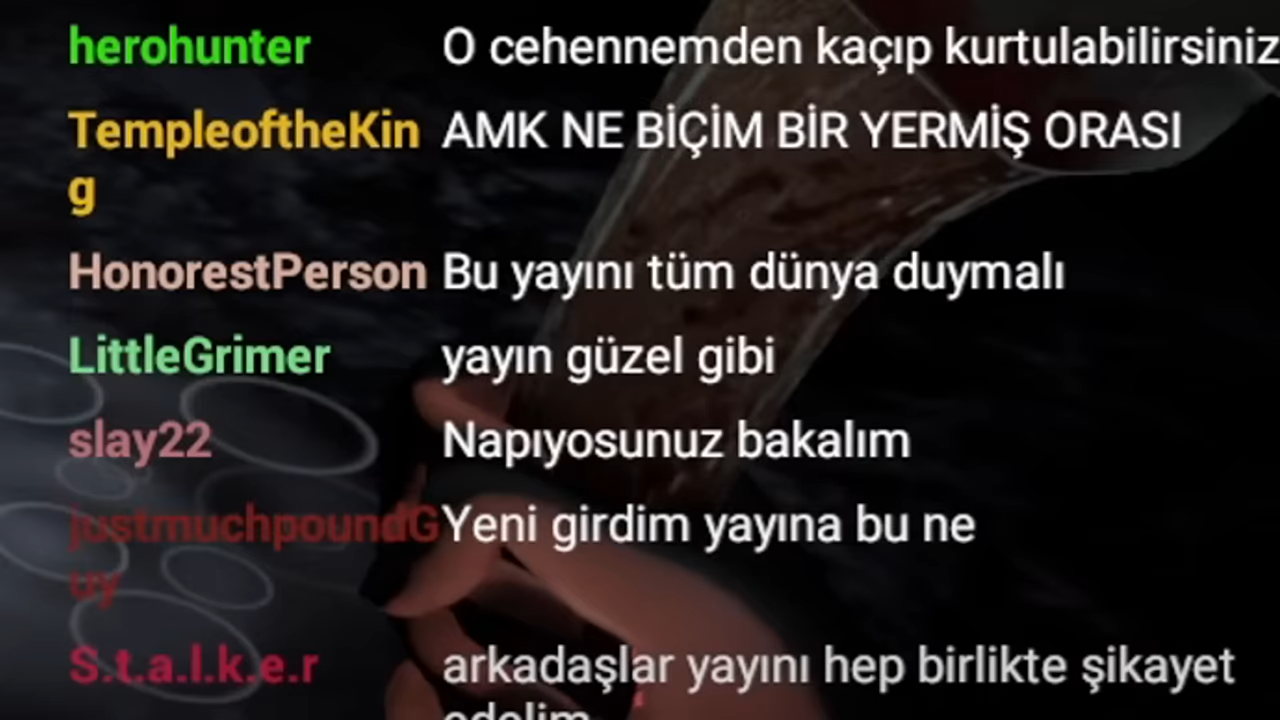 herohunter O cehennemden kaçıp kurtulabilirsiniz
TempleoftheKin AMK NE BİÇİM BİR YERMİŞ ORASI
g
HonorestPerson Bu yayını tüm dünya duymalı
LittleGrimer yayın güzel gibi
slay22 Napıyosunuz bakalım
justmuchpoundG Yeni girdim yayına bu ne
uy
S.t.a.l.k.e.r arkadaşlar yayını hep birlikte şikayet
edelim